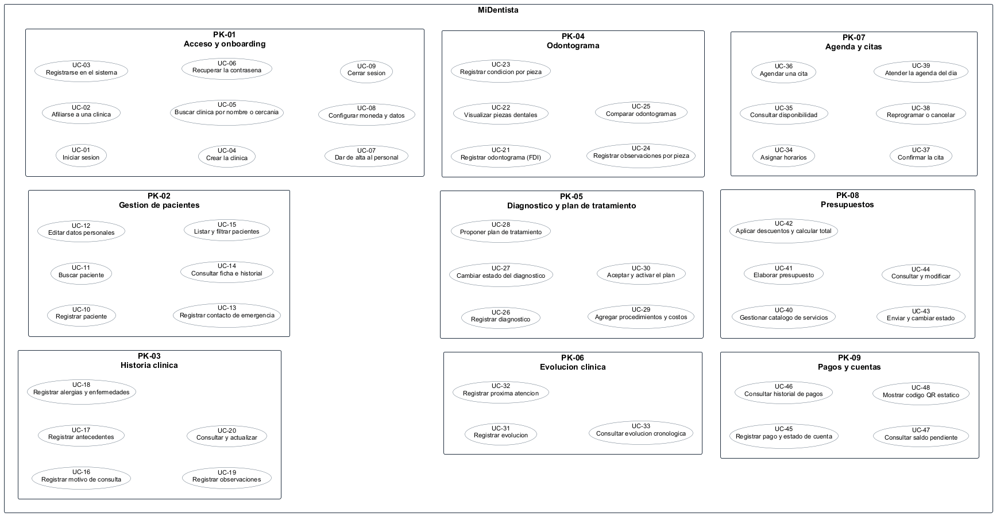 MiDentista
PK-01
Acceso y onboarding
UC-03
Registrarse en el sistema
UC-06
Recuperar la contrasena
UC-09
Cerrar sesion
UC-02
Afiliarse a una clinica
UC-05
Buscar clinica por nombre o cercania
UC-08
Configurar moneda y datos
UC-01
Iniciar sesion
UC-04
Crear la clinica
UC-07
Dar de alta al personal
PK-04
Odontograma
UC-23
Registrar condicion por pieza
UC-22
Visualizar piezas dentales
UC-25
Comparar odontogramas
UC-21
Registrar odontograma (FDI)
UC-24
Registrar observaciones por pieza
PK-07
Agenda y citas
UC-36
Agendar una cita
UC-39
Atender la agenda del dia
UC-35
Consultar disponibilidad
UC-38
Reprogramar o cancelar
UC-34
Asignar horarios
UC-37
Confirmar la cita
PK-02
Gestion de pacientes
UC-12
Editar datos personales
UC-15
Listar y filtrar pacientes
UC-11
Buscar paciente
UC-14
Consultar ficha e historial
UC-10
Registrar paciente
UC-13
Registrar contacto de emergencia
PK-05
Diagnostico y plan de tratamiento
UC-28
Proponer plan de tratamiento
UC-27
Cambiar estado del diagnostico
UC-30
Aceptar y activar el plan
UC-26
Registrar diagnostico
UC-29
Agregar procedimientos y costos
PK-08
Presupuestos
UC-42
Aplicar descuentos y calcular total
UC-41
Elaborar presupuesto
UC-44
Consultar y modificar
UC-40
Gestionar catalogo de servicios
UC-43
Enviar y cambiar estado
PK-03
Historia clinica
UC-18
Registrar alergias y enfermedades
UC-17
Registrar antecedentes
UC-20
Consultar y actualizar
UC-16
Registrar motivo de consulta
UC-19
Registrar observaciones
PK-06
Evolucion clinica
UC-32
Registrar proxima atencion
UC-31
Registrar evolucion
UC-33
Consultar evolucion cronologica
PK-09
Pagos y cuentas
UC-46
Consultar historial de pagos
UC-48
Mostrar codigo QR estatico
UC-45
Registrar pago y estado de cuenta
UC-47
Consultar saldo pendiente